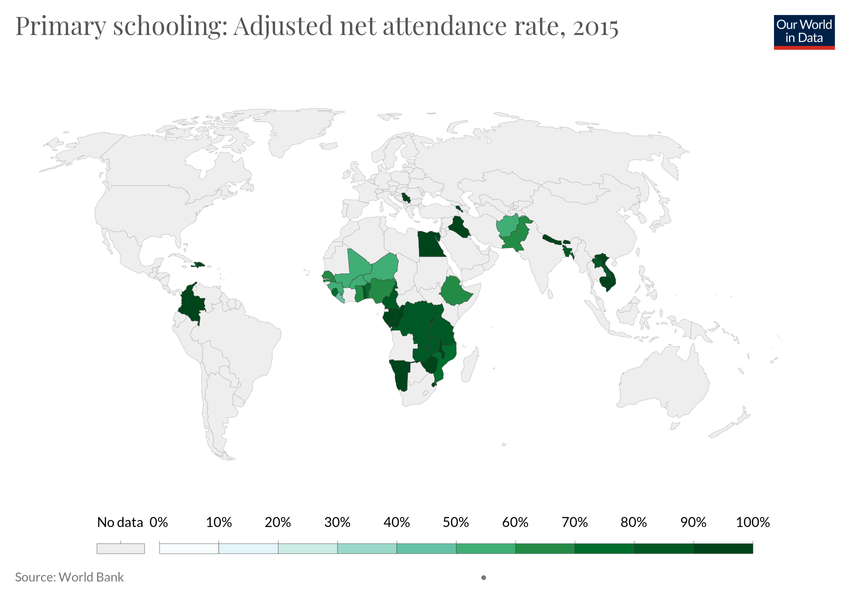 Primary schooling: Adjusted net attendance rate, 2015
Our World
in Data
No data 0% 10% 20% 30% 40% 50% 60% 70% 80% 90% 100%
Source: World Bank